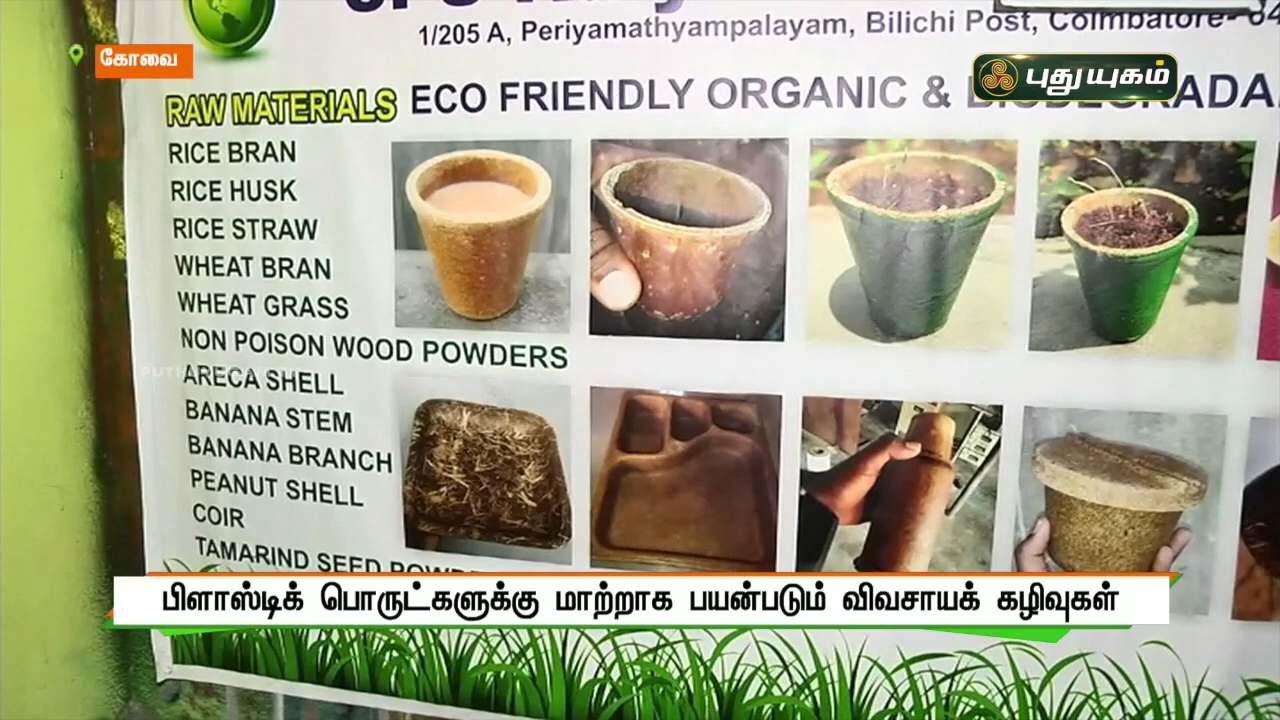 1/205 A, Periyamathyampalayam, Bilichi Post, Coimbatore- 64
கோவை
புதுயுகம்
RAW MATERIALS ECO FRIENDLY ORGANIC &
RICE BRAN
RICE HUSK
RICE STRAW
WHEAT BRAN
WHEAT GRASS
NON POISON WOOD POWDERS
ARECA SHELL
BANANA STEM
BANANA BRANCH
PEANUT SHELL
COIR
TAMARIND SEED
பிளாஸ்டிக் பொருட்களுக்கு மாற்றாக பயன்படும் விவசாயக் கழிவுகள்